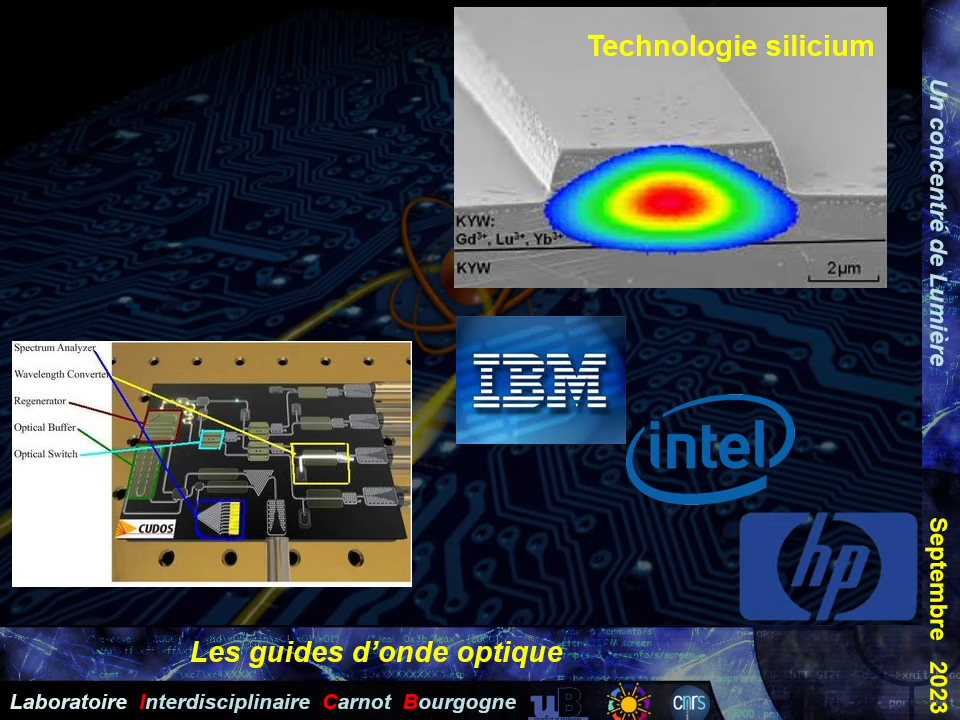 Technologie silicium
KYW:
Gd³⁺, Lu³⁺, Yb³⁺
KYW
2µm
Spectrum Analyzer
Wavelength Converter
Regenerator
Optical Buffer
Optical Switch
CUDOS
IBM
intel
hp
Un concentré de Lumière
Septembre 2023
Les guides d’onde optique
Laboratoire Interdisciplinaire Carnot Bourgogne
uB
cnrs